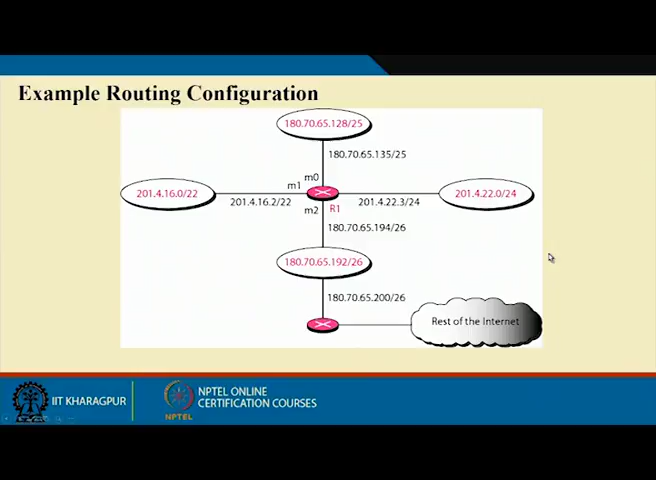 Example Routing Configuration
180.70.65.128/25
180.70.65.135/25
m0
m1
201.4.16.0/22
201.4.22.0/24
201.4.16.2/22
201.4.22.3/24
m2
R1
180.70.65.194/26
180.70.65.192/26
180.70.65.200/26
Rest of the Internet
IIT KHARAGPUR
NPTEL
NPTEL ONLINE
CERTIFICATION COURSES